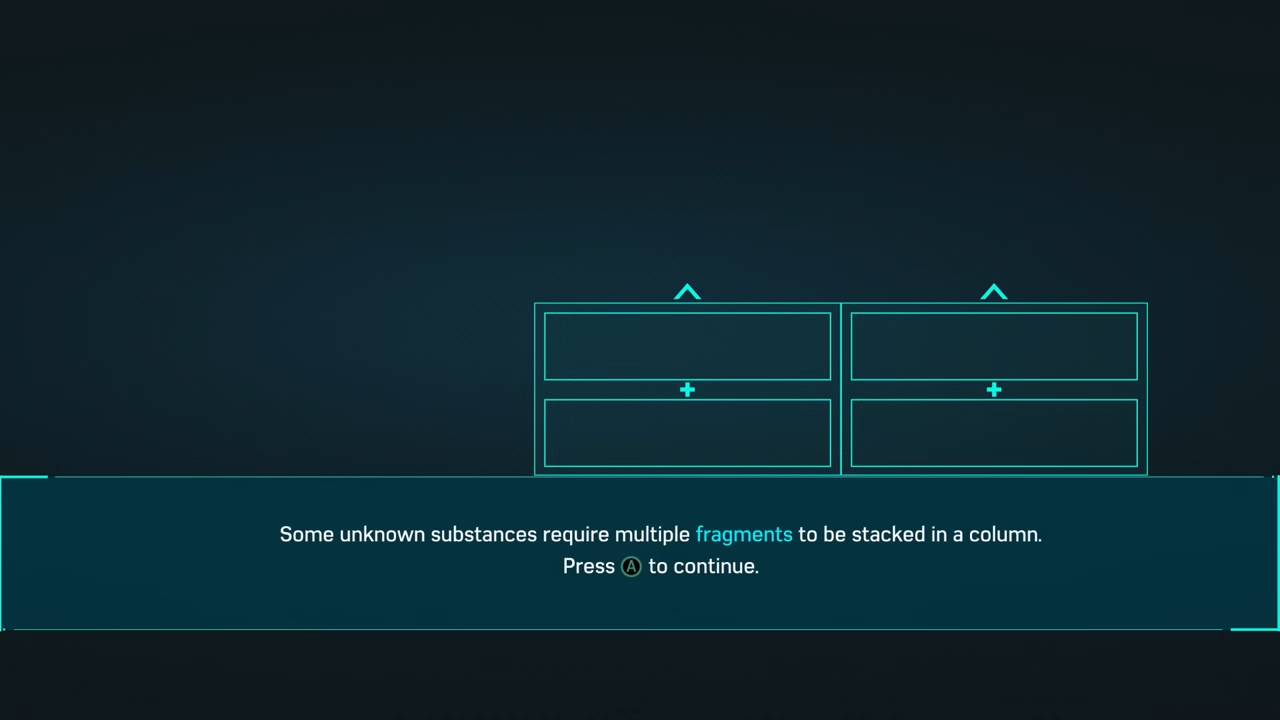 Some unknown substances require multiple fragments to be stacked in a column.
Press A to continue.